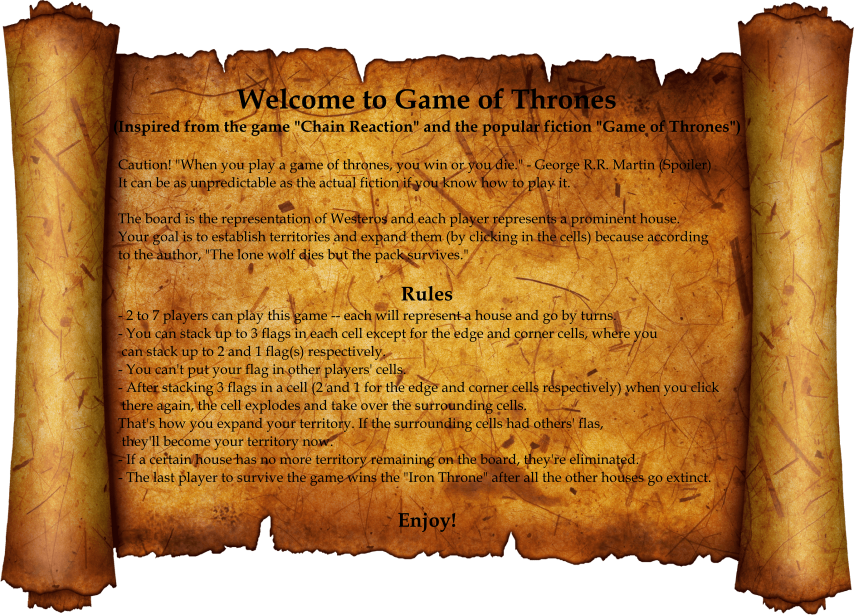 Welcome to Game of Thrones
(Inspired from the game "Chain Reaction" and the popular fiction "Game of Thrones")
Caution! "When you play a game of thrones, you win or you die." - George R.R. Martin (Spoiler)
It can be as unpredictable as the actual fiction if you know how to play it.
The board is the representation of Westeros and each player represents a prominent house.
Your goal is to establish territories and expand them (by clicking in the cells) because according
to the author, "The lone wolf dies but the pack survives."
Rules
- 2 to 7 players can play this game -- each will represent a house and go by turns.
- You can stack up to 3 flags in each cell except for the edge and corner cells, where you
can stack up to 2 and 1 flag(s) respectively.
- You can't put your flag in other players' cells.
- After stacking 3 flags in a cell (2 and 1 for the edge and corner cells respectively) when you click
there again, the cell explodes and take over the surrounding cells.
That's how you expand your territory. If the surrounding cells had others' flas,
they'll become your territory now.
- If a certain house has no more territory remaining on the board, they're eliminated.
- The last player to survive the game wins the "Iron Throne" after all the other houses go extinct.
Enjoy!